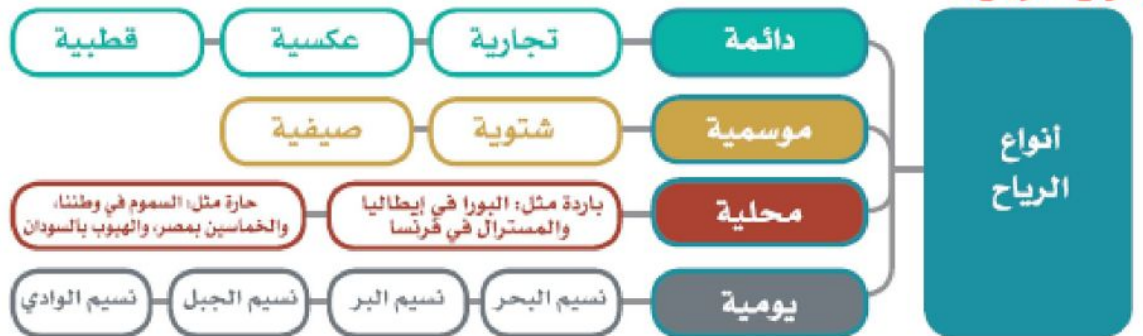 أنواع
الرياح
دائمة
تجارية
عكسية
قطبية
موسمية
شتوية
صيفية
محلية
باردة مثل: البورا في إيطاليا
والمسترال في فرنسا
حارة مثل: السموم في وطننا،
والخماسين بمصر، والهبوب بالسودان
يومية
نسيم البحر
نسيم البر
نسيم الجبل
نسيم الوادي